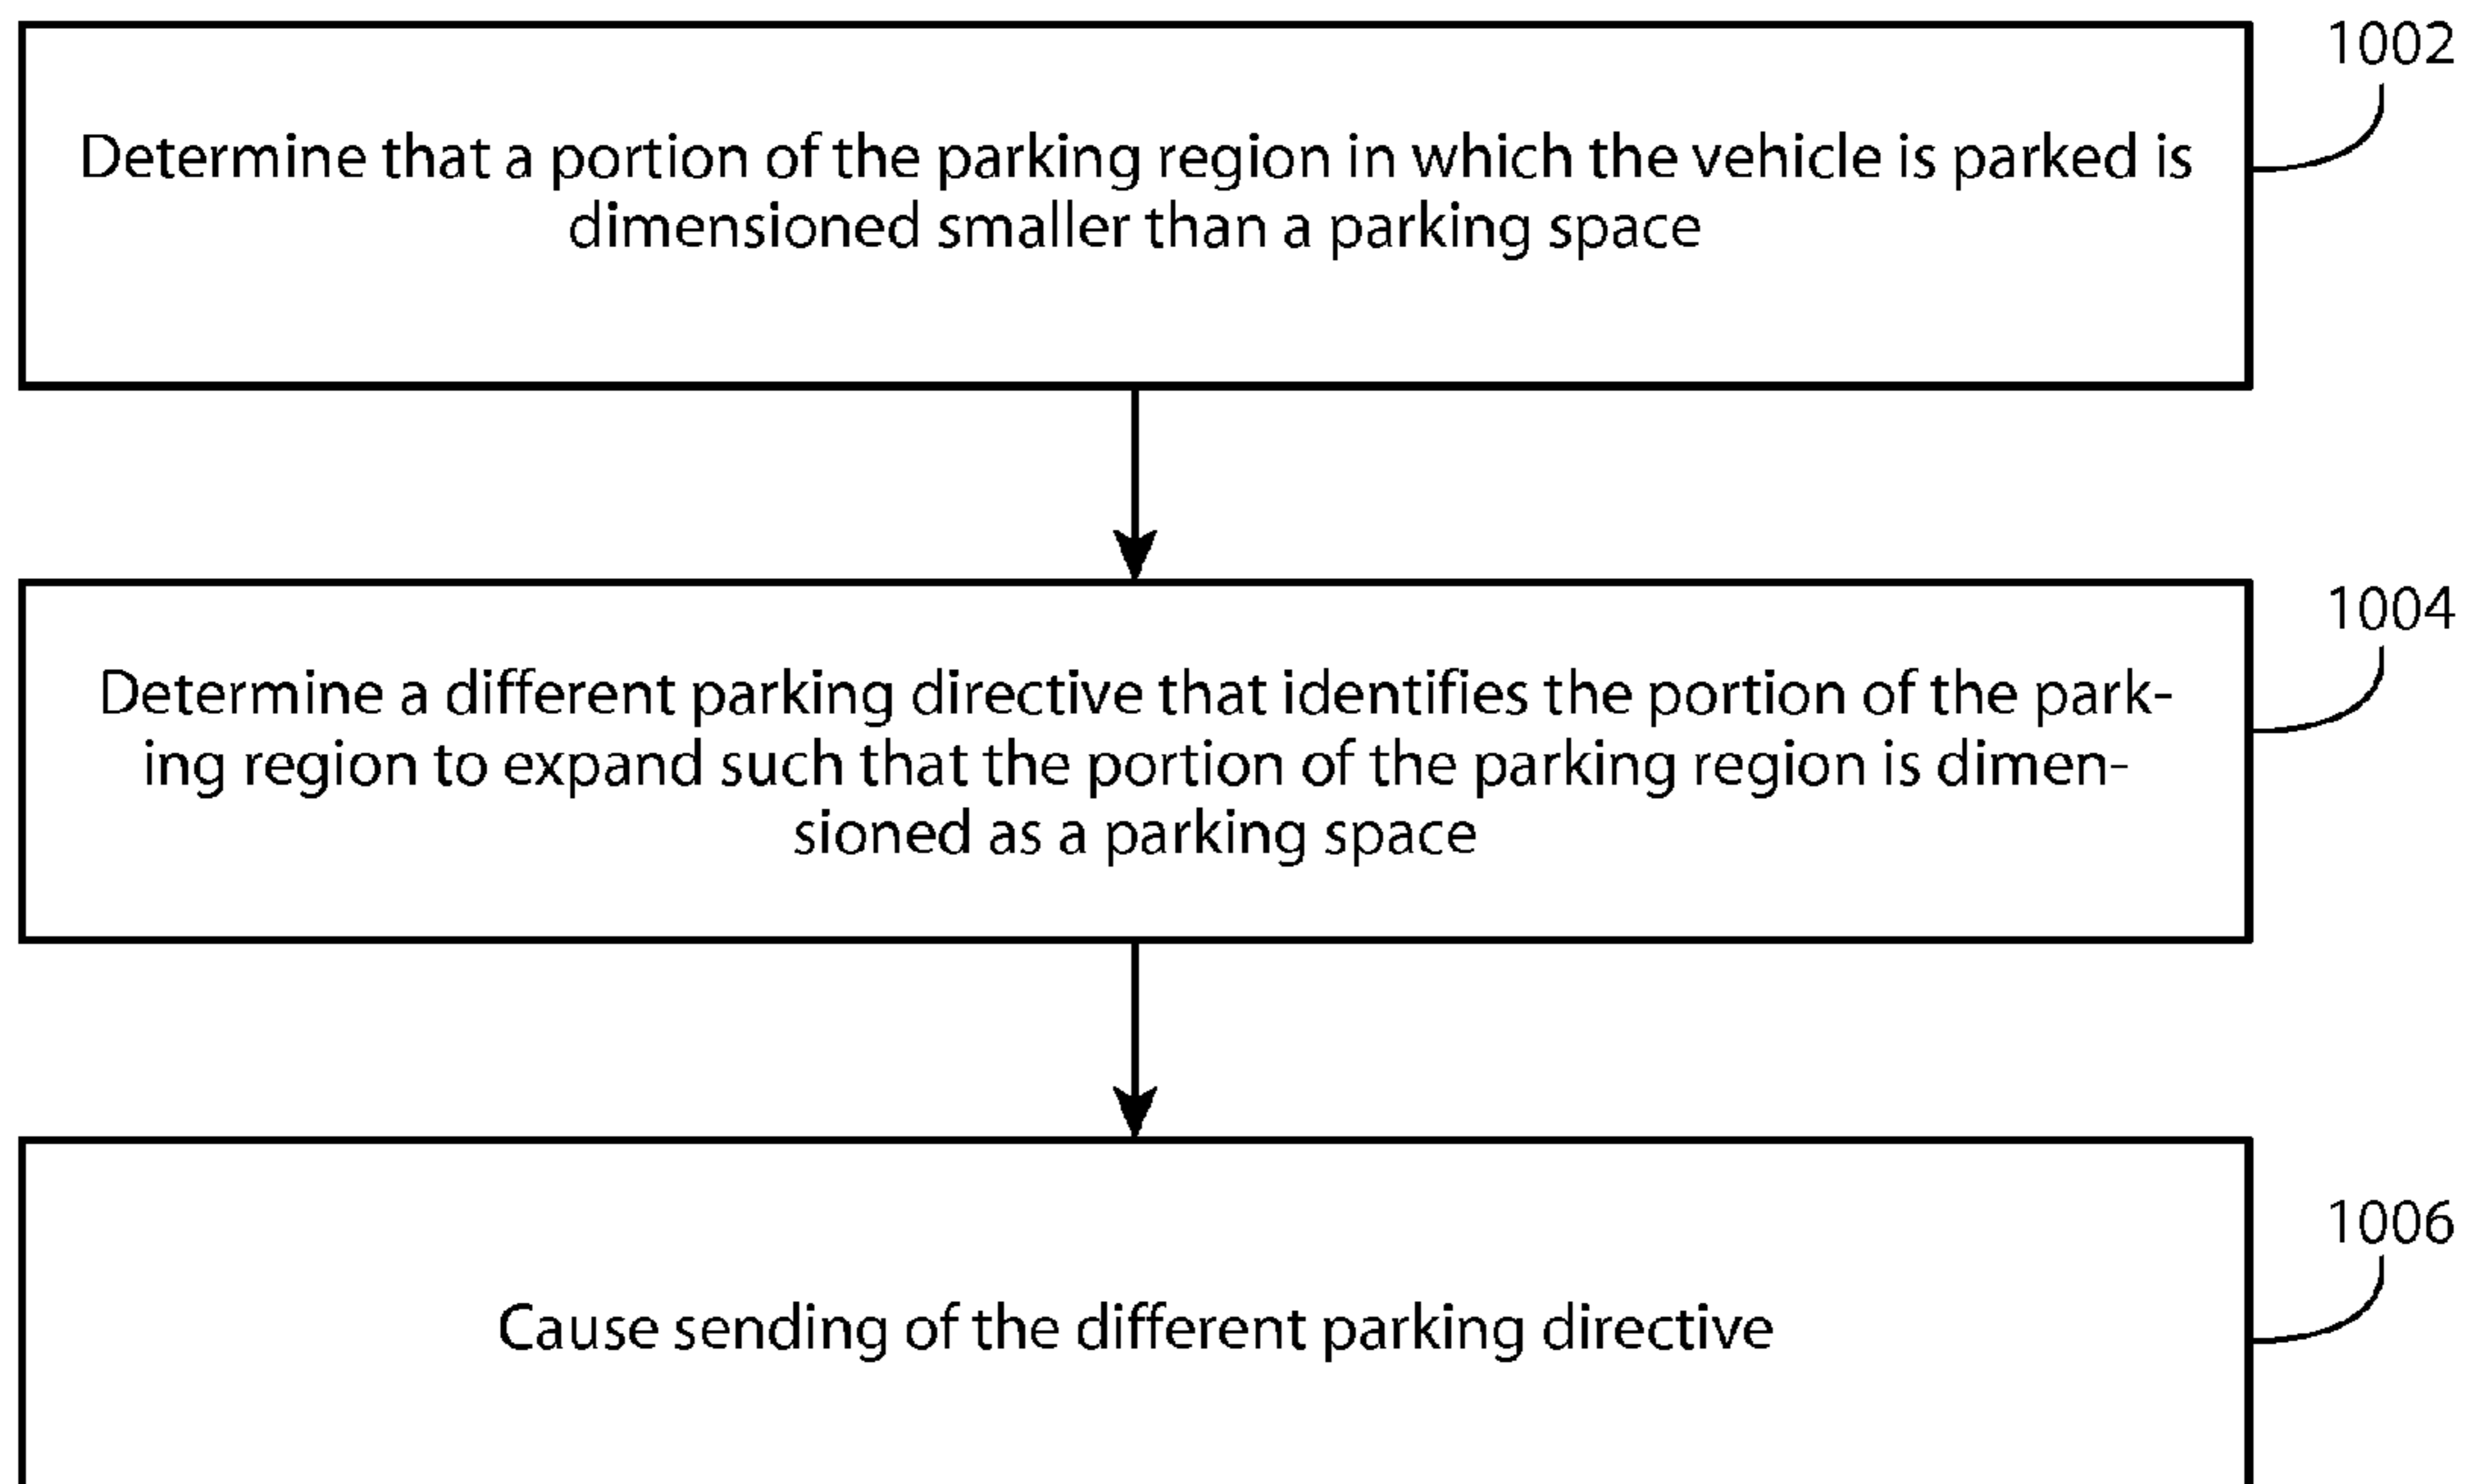 1002
Determine that a portion of the parking region in which the vehicle is parked is
dimensioned smaller than a parking space
1004
Determine a different parking directive that identifies the portion of the park-
ing region to expand such that the portion of the parking region is dimen-
sioned as a parking space
1006
Cause sending of the different parking directive